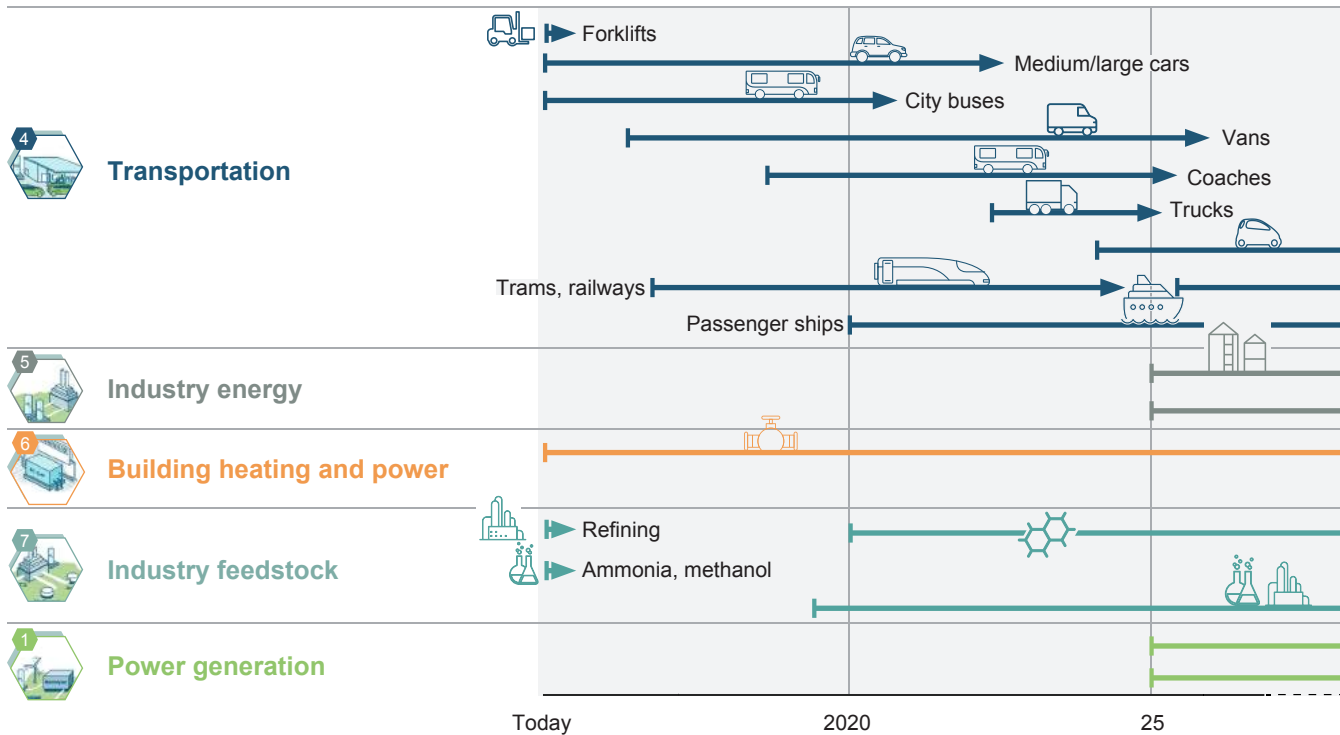 Forklifts
Medium/large cars
City buses
4
Vans
Transportation
Coaches
Trucks
Trams, railways
Passenger ships
5
Industry energy
6
Building heating and power
Refining
7
Industry feedstock
Ammonia, methanol
1
Power generation
Today
2020
25